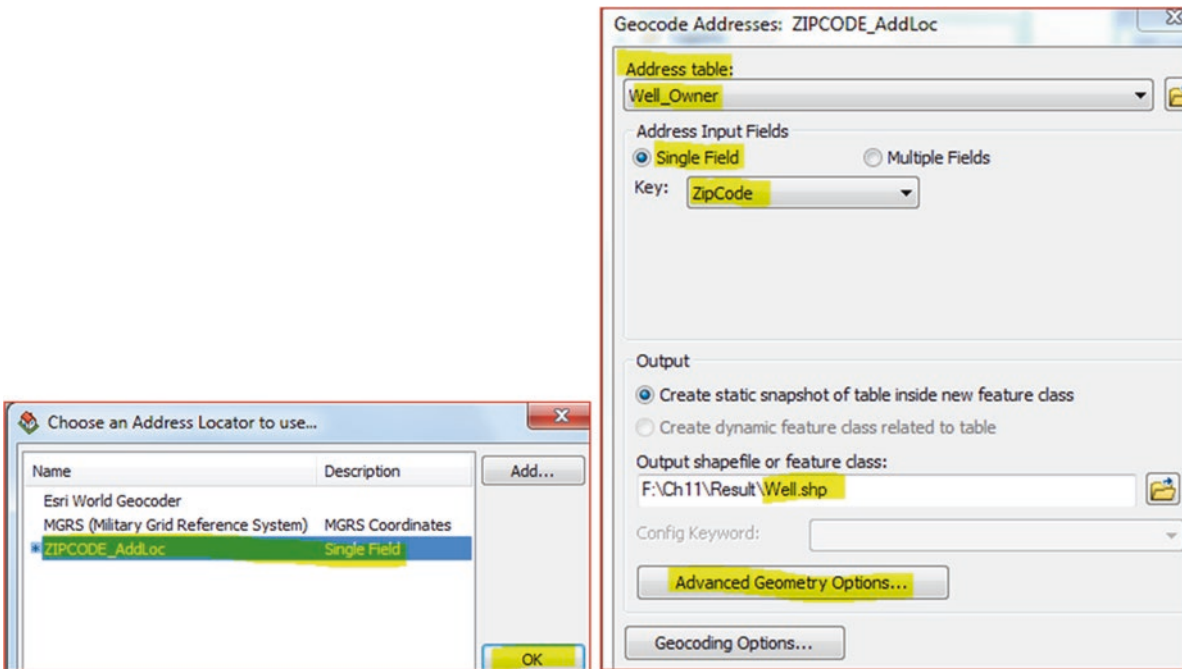 Choose an Address Locator to use...
Name Description
Add...
Esri World Geocoder
MGRS (Military Grid Reference System) MGRS Coordinates
ZIPCODE_AddLoc Single Field
OK
Geocode Addresses: ZIPCODE_AddLoc
Address table:
Well_Owner
Address Input Fields
Single Field Multiple Fields
Key: ZipCode
Output
Create static snapshot of table inside new feature class
Create dynamic feature class related to table
Output shapefile or feature class:
F:\Ch11\Result\Well.shp
Config Keyword:
Advanced Geometry Options...
Geocoding Options...